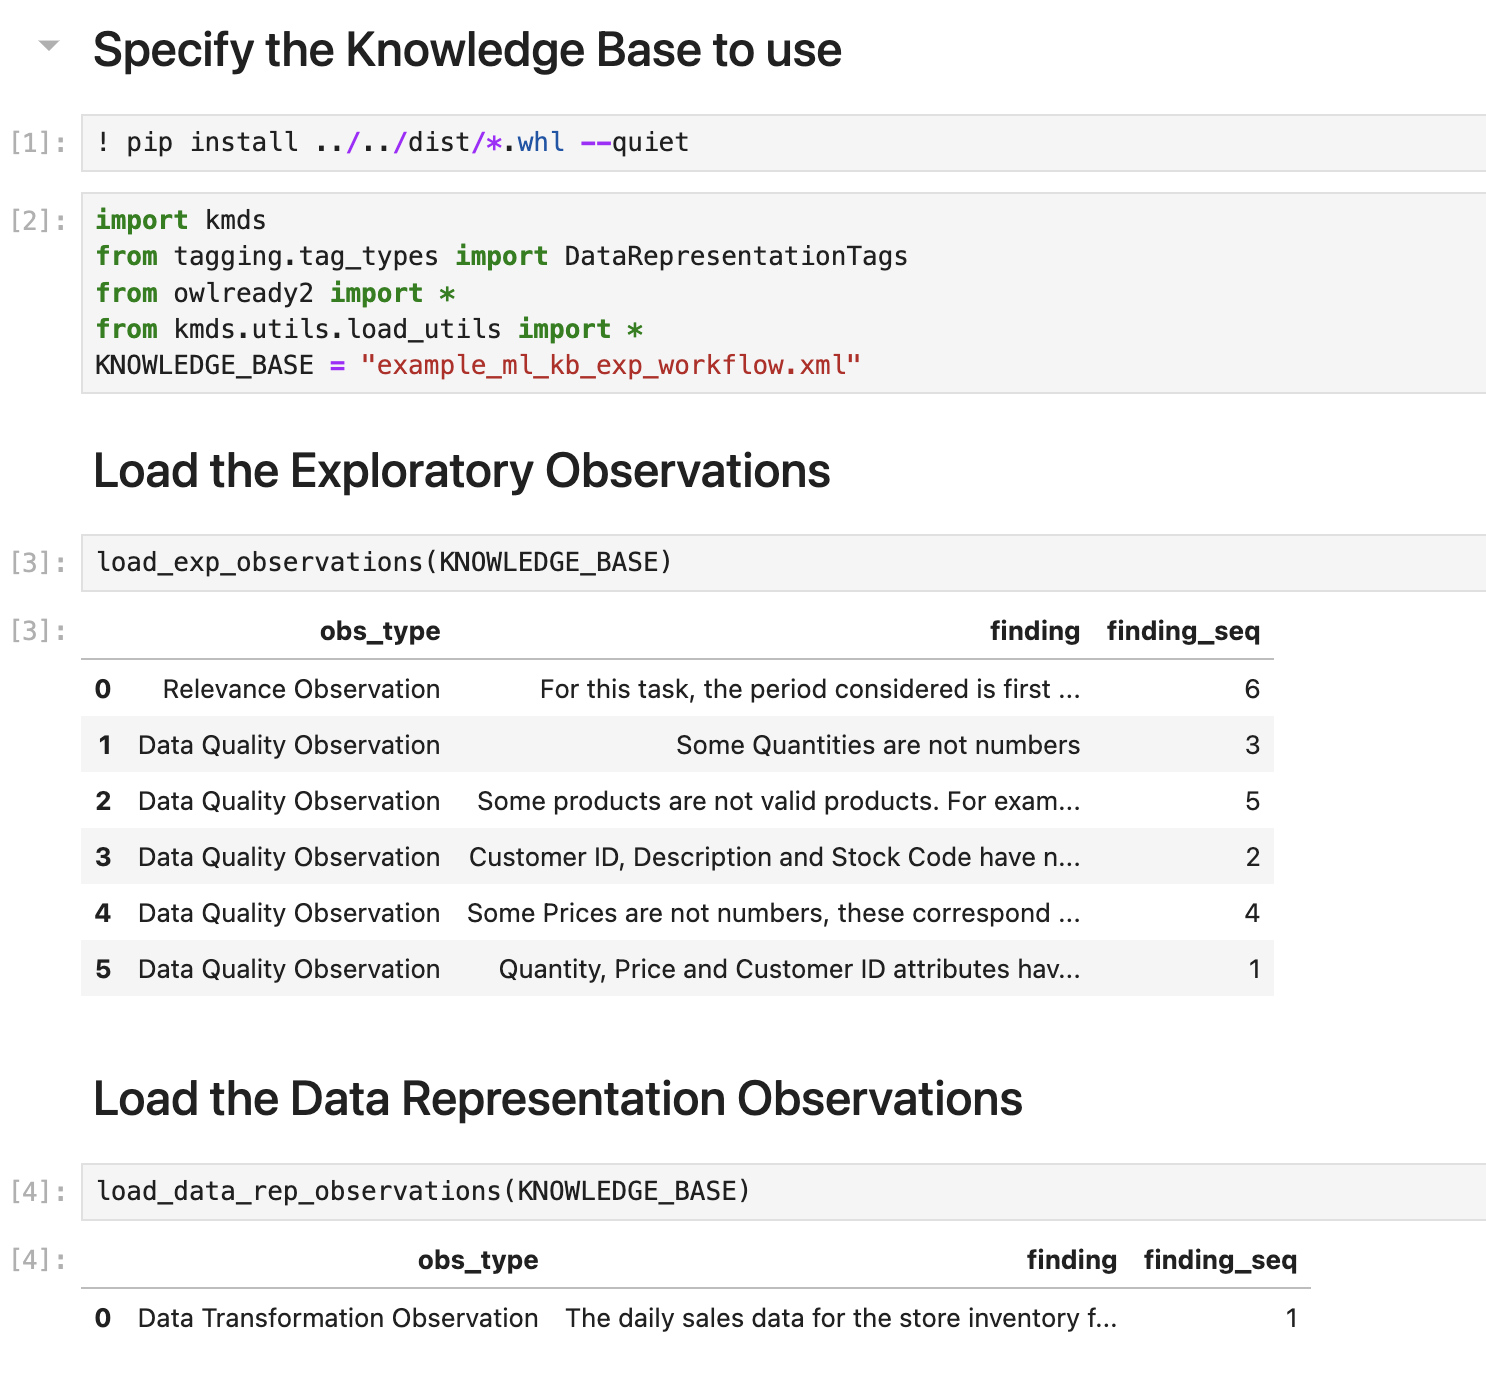 Specify the Knowledge Base to use
[1]: ! pip install ../../dist/*.whl --quiet
[2]: import kmds
from tagging.tag_types import DataRepresentationTags
from owlready2 import *
from kmds.utils.load_utils import *
KNOWLEDGE_BASE = "example_ml_kb_exp_workflow.xml"
Load the Exploratory Observations
[3]: load_exp_observations(KNOWLEDGE_BASE)
[3]: obs_type finding finding_seq
0 Relevance Observation For this task, the period considered is first ... 6
1 Data Quality Observation Some Quantities are not numbers 3
2 Data Quality Observation Some products are not valid products. For exam... 5
3 Data Quality Observation Customer ID, Description and Stock Code have n... 2
4 Data Quality Observation Some Prices are not numbers, these correspond ... 4
5 Data Quality Observation Quantity, Price and Customer ID attributes hav... 1
Load the Data Representation Observations
[4]: load_data_rep_observations(KNOWLEDGE_BASE)
[4]: obs_type finding finding_seq
0 Data Transformation Observation The daily sales data for the store inventory f... 1